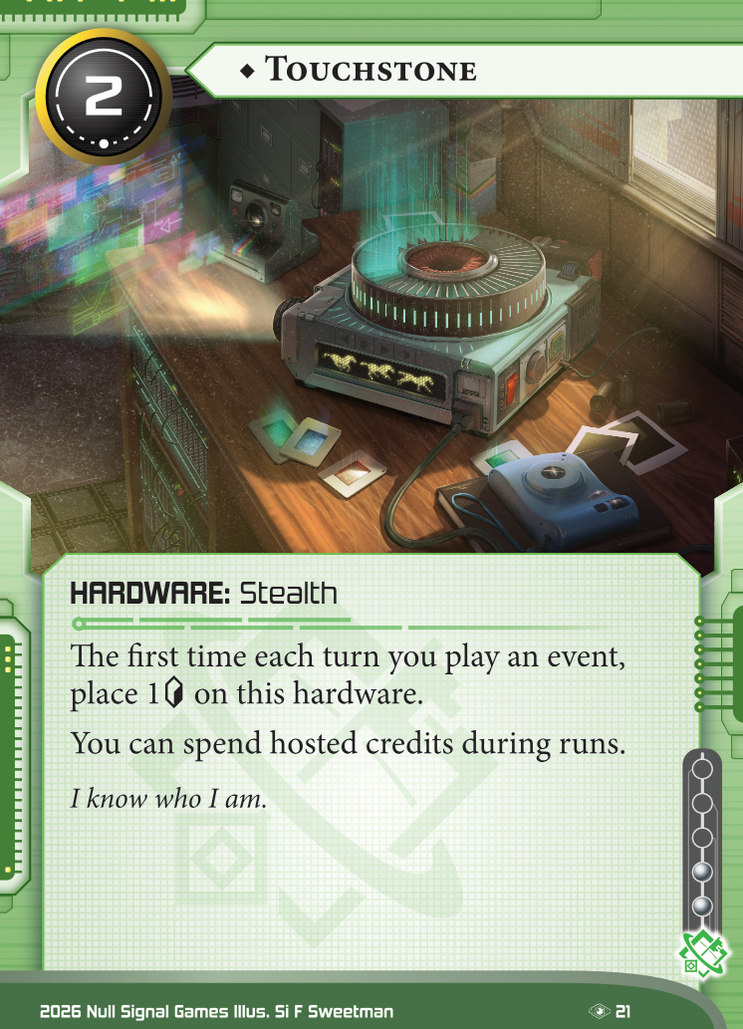 2
◆ Touchstone
HARDWARE: Stealth
The first time each turn you play an event,
place 1 on this hardware.
You can spend hosted credits during runs.
I know who I am.
2026 Null Signal Games Illus. Si F Sweetman
21